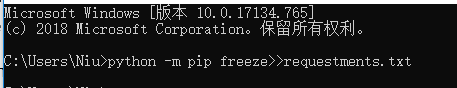 Microsoft Windows [版本 10.0.17134.765]
(c) 2018 Microsoft Corporation。保留所有权利。
C:\Users\Niu>python -m pip freeze>>requestments.txt